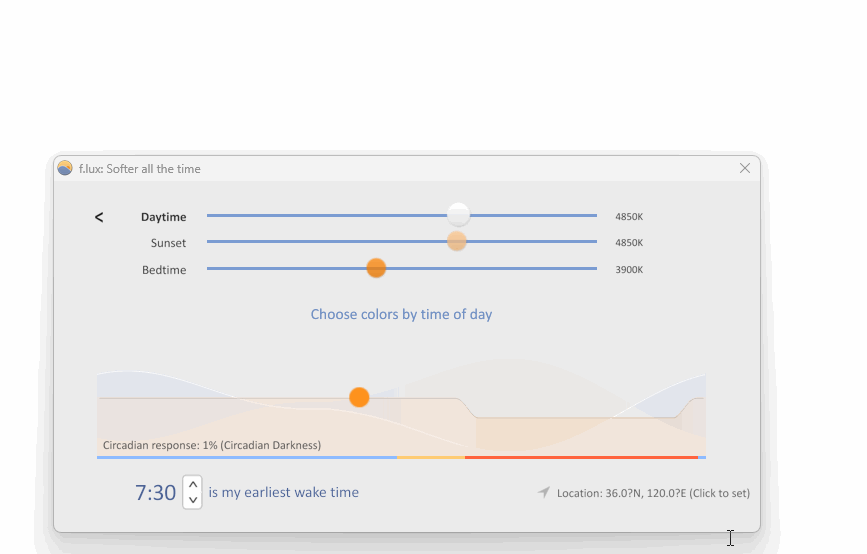 f.lux: Softer all the time
< Daytime 4850K
Sunset 4850K
Bedtime 3900K
Choose colors by time of day
Circadian response: 1% (Circadian Darkness)
7:30 is my earliest wake time
Location: 36.0?N, 120.0?E (Click to set)